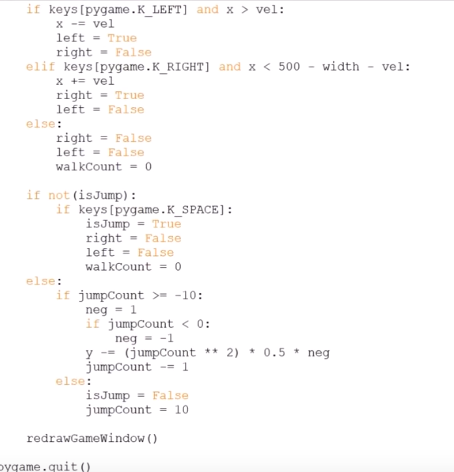 if keys[pygame.K_LEFT] and x > vel:
    x -= vel
    left = True
    right = False
elif keys[pygame.K_RIGHT] and x < 500 - width - vel:
    x += vel
    right = True
    left = False
else:
    right = False
    left = False
    walkCount = 0

if not(isJump):
    if keys[pygame.K_SPACE]:
        isJump = True
        right = False
        left = False
        walkCount = 0
else:
    if jumpCount >= -10:
        neg = 1
        if jumpCount < 0:
            neg = -1
        y -= (jumpCount ** 2) * 0.5 * neg
        jumpCount -= 1
    else:
        isJump = False
        jumpCount = 10

redrawGameWindow()

pygame.quit()